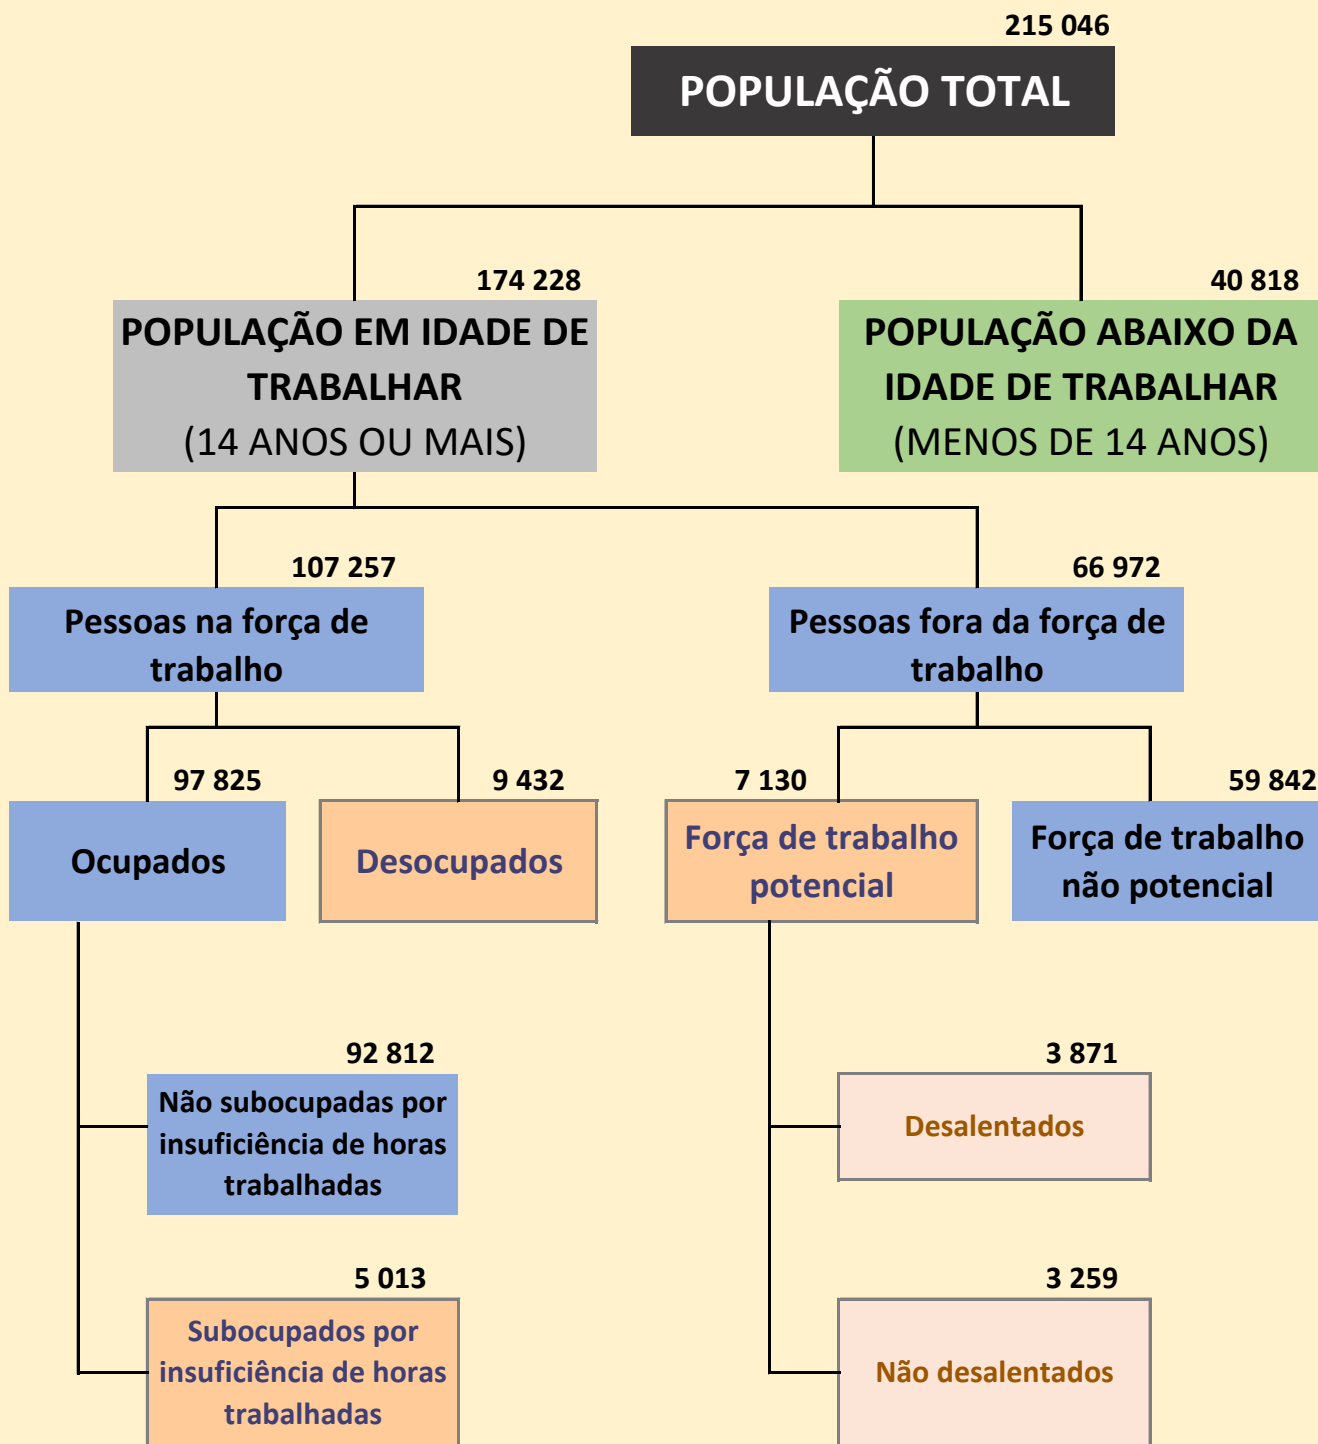 215 046
POPULAÇÃO TOTAL
174 228
POPULAÇÃO EM IDADE DE
TRABALHAR
(14 ANOS OU MAIS)
40 818
POPULAÇÃO ABAIXO DA
IDADE DE TRABALHAR
(MENOS DE 14 ANOS)
107 257
Pessoas na força de
trabalho
66 972
Pessoas fora da força de
trabalho
97 825
Ocupados
9 432
Desocupados
7 130
Força de trabalho
potencial
59 842
Força de trabalho
não potencial
92 812
Não subocupadas por
insuficiência de horas
trabalhadas
3 871
Desalentados
5 013
Subocupados por
insuficiência de horas
trabalhadas
3 259
Não desalentados